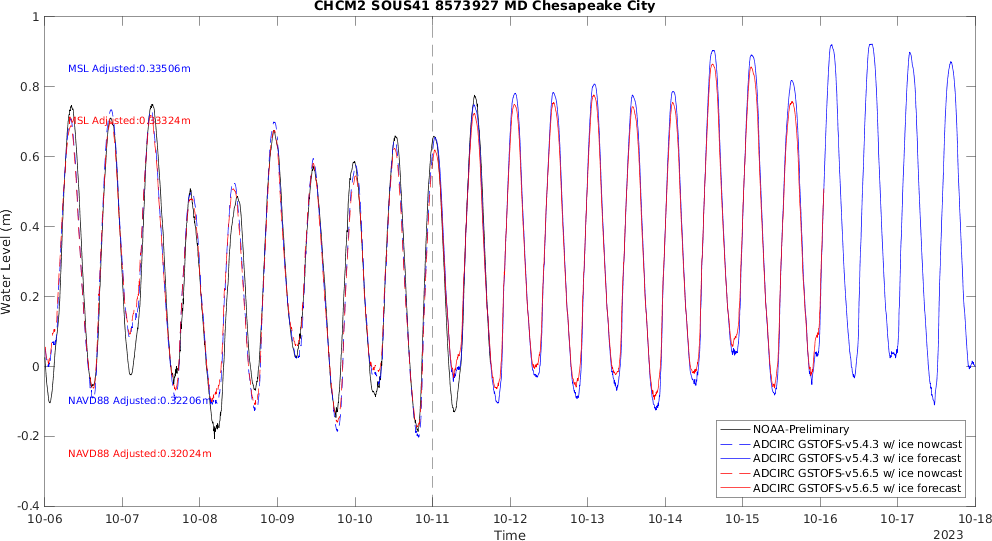 CHCM2 SOUS41 8573927 MD Chesapeake City
1
0.8
0.6
0.4
0.2
0
-0.2
-0.4
Water Level (m)
MSL Adjusted:0.33506m
MSL Adjusted:0.33324m
NAVD88 Adjusted:0.32206m
NAVD88 Adjusted:0.32024m
NOAA-Preliminary
ADCIRC GSTOFS-v5.4.3 w/ ice nowcast
ADCIRC GSTOFS-v5.4.3 w/ ice forecast
ADCIRC GSTOFS-v5.6.5 w/ ice nowcast
ADCIRC GSTOFS-v5.6.5 w/ ice forecast
10-06 10-07 10-08 10-09 10-10 10-11 10-12 10-13 10-14 10-15 10-16 10-17 10-18
Time
2023